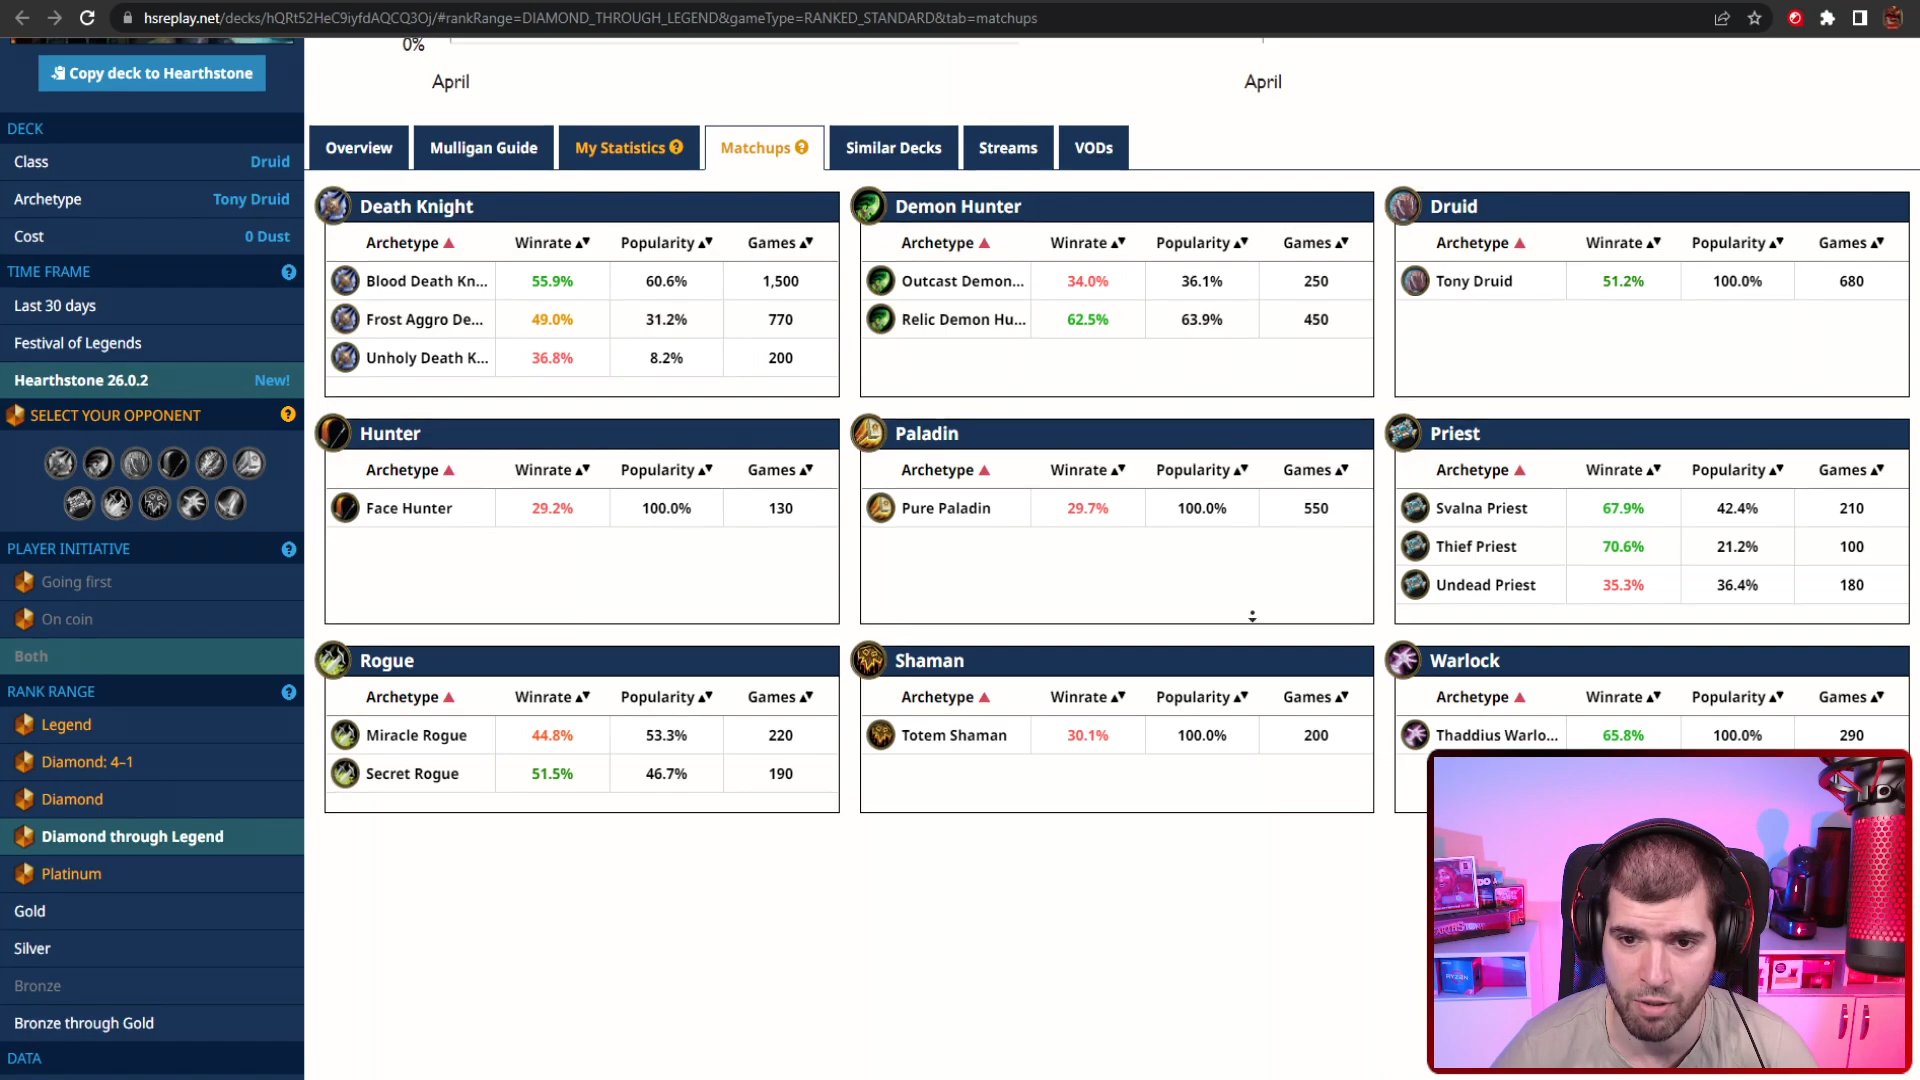 hsreplay.net/decks/hQRt52HeC9iyfdAQCQ3Oj/#rankRange=DIAMOND_THROUGH_LEGEND&gameType=RANKED_STANDARD&tab=matchups
Copy deck to Hearthstone
DECK
Class Druid
Archetype Tony Druid
Cost 0 Dust
TIME FRAME ?
Last 30 days
Festival of Legends
Hearthstone 26.0.2 New!
SELECT YOUR OPPONENT ?
PLAYER INITIATIVE ?
Going first
On coin
Both
RANK RANGE ?
Legend
Diamond: 4–1
Diamond
Diamond through Legend
Platinum
Gold
Silver
Bronze
Bronze through Gold
DATA
0%
April April
Overview Mulligan Guide My Statistics ? Matchups ? Similar Decks Streams VODs
Death Knight
Archetype Winrate Popularity Games
Blood Death Kn... 55.9% 60.6% 1,500
Frost Aggro De... 49.0% 31.2% 770
Unholy Death K... 36.8% 8.2% 200
Demon Hunter
Archetype Winrate Popularity Games
Outcast Demon... 34.0% 36.1% 250
Relic Demon Hu... 62.5% 63.9% 450
Druid
Archetype Winrate Popularity Games
Tony Druid 51.2% 100.0% 680
Hunter
Archetype Winrate Popularity Games
Face Hunter 29.2% 100.0% 130
Paladin
Archetype Winrate Popularity Games
Pure Paladin 29.7% 100.0% 550
Priest
Archetype Winrate Popularity Games
Svalna Priest 67.9% 42.4% 210
Thief Priest 70.6% 21.2% 100
Undead Priest 35.3% 36.4% 180
Rogue
Archetype Winrate Popularity Games
Miracle Rogue 44.8% 53.3% 220
Secret Rogue 51.5% 46.7% 190
Shaman
Archetype Winrate Popularity Games
Totem Shaman 30.1% 100.0% 200
Warlock
Archetype Winrate Popularity Games
Thaddius Warlo... 65.8% 100.0% 290
RYZEN